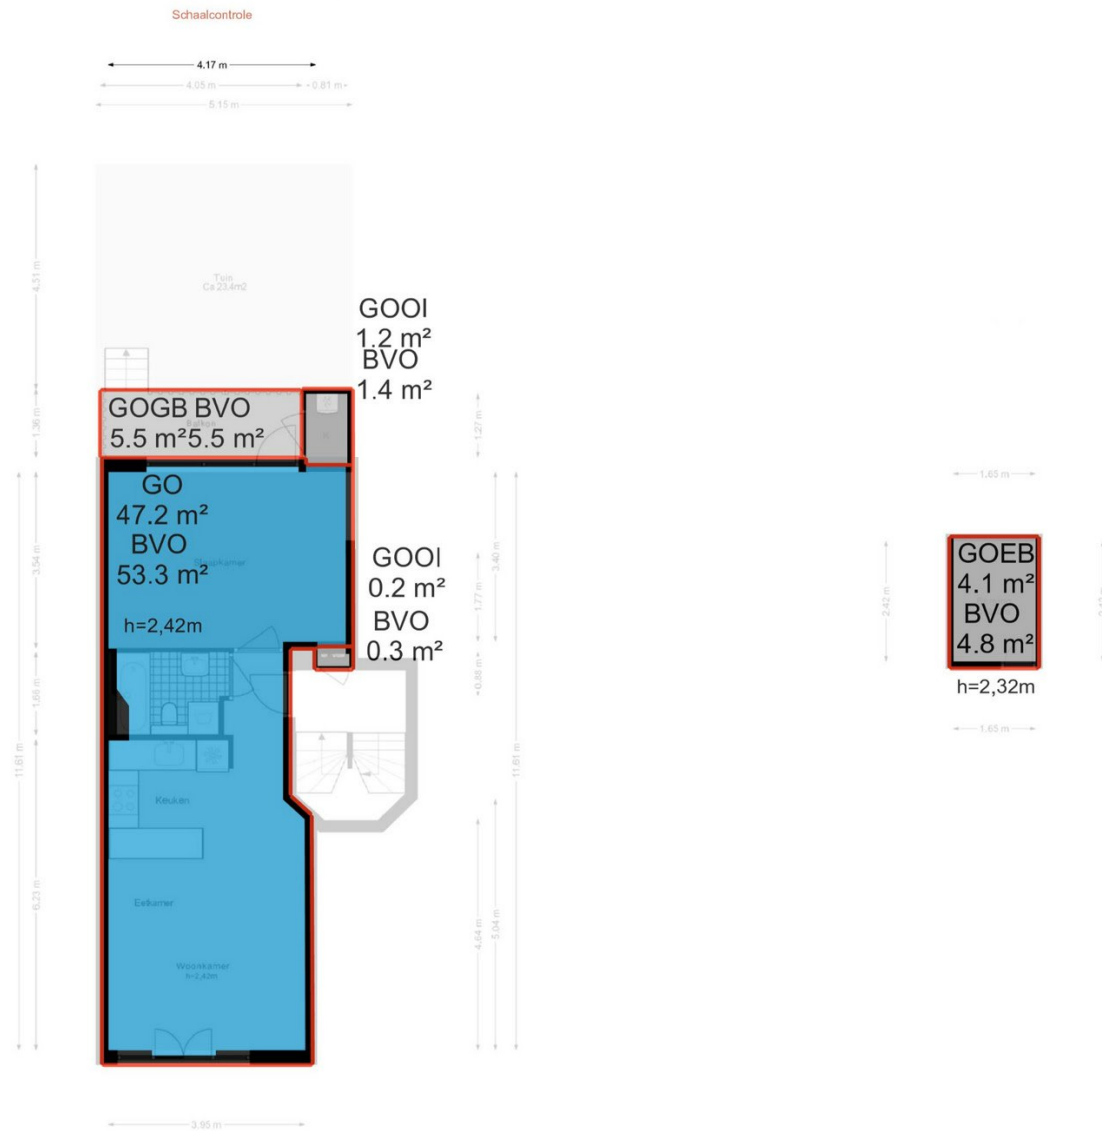 Schaalcontrole
4.17 m
4.05 m
0.81
5.15 m
4.51 m
Tuin
Ca 23.4m2
GOOI
1.2 m²
BVO
1.4 m²
1.36 m
GOGB BVO
Balkon
5.5 m² 5.5 m²
1.27 m
GO
47.2 m²
BVO
53.3 m²
Slaapkamer
h=2,42m
3.54 m
3.40 m
1.77 m
GOOI
0.2 m²
BVO
0.3 m²
1.66 m
0.88 m
11.61 m
11.61 m
Keuken
Eetkamer
Woonkamer
6.23 m
4.64 m
5.04 m
3.95 m
1.65 m
2.42 m
GOEB
4.1 m²
BVO
4.8 m²
h=2,32m
1.65 m